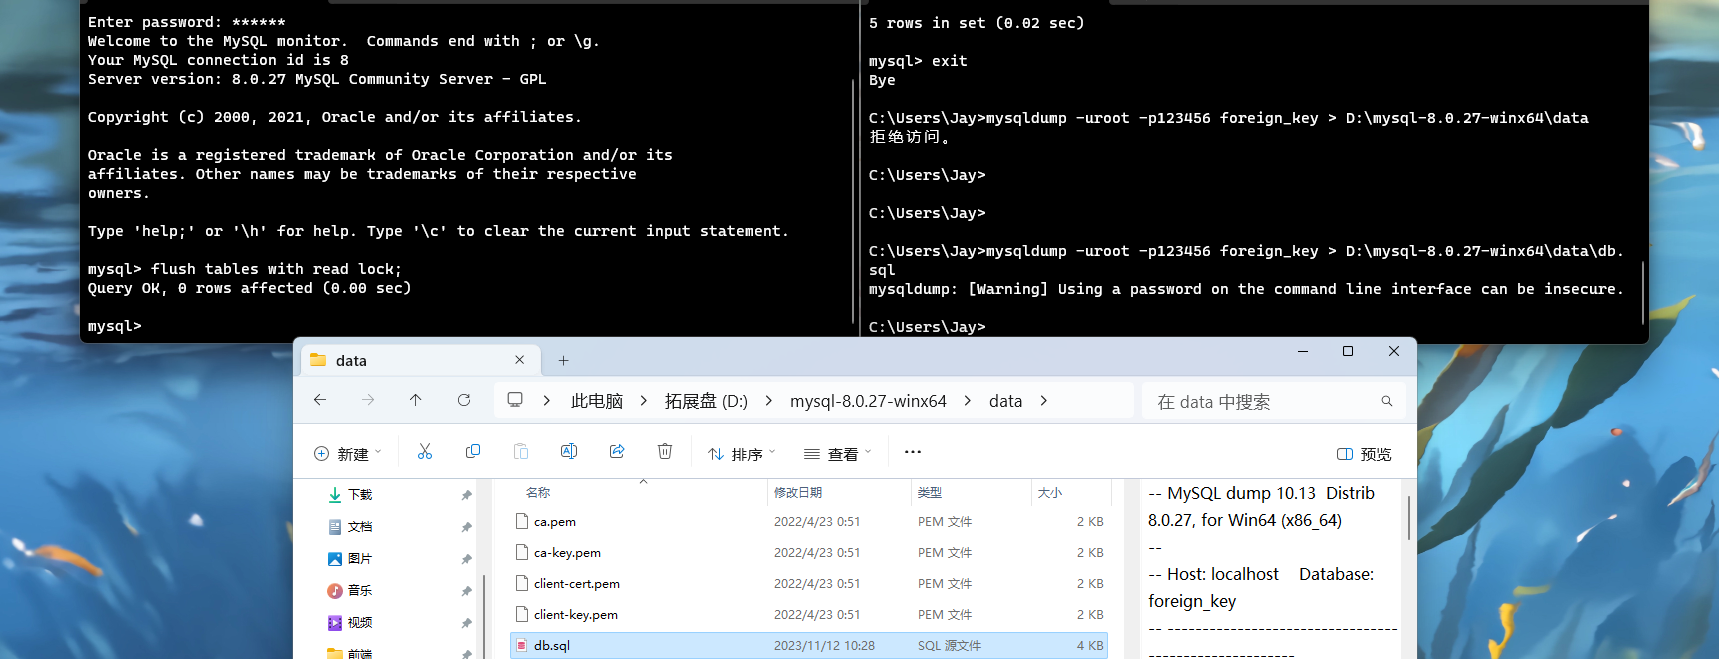 Enter password: ******
Welcome to the MySQL monitor.  Commands end with ; or \g.
Your MySQL connection id is 8
Server version: 8.0.27 MySQL Community Server - GPL
Copyright (c) 2000, 2021, Oracle and/or its affiliates.
Oracle is a registered trademark of Oracle Corporation and/or its
affiliates. Other names may be trademarks of their respective
owners.
Type 'help;' or '\h' for help. Type '\c' to clear the current input statement.
mysql> flush tables with read lock;
Query OK, 0 rows affected (0.00 sec)
mysql>
5 rows in set (0.02 sec)
mysql> exit
Bye
C:\Users\Jay>mysqldump -uroot -p123456 foreign_key > D:\mysql-8.0.27-winx64\data
拒绝访问。
C:\Users\Jay>
C:\Users\Jay>
C:\Users\Jay>mysqldump -uroot -p123456 foreign_key > D:\mysql-8.0.27-winx64\data\db.
sql
mysqldump: [Warning] Using a password on the command line interface can be insecure.
C:\Users\Jay>
data
此电脑 > 拓展盘 (D:) > mysql-8.0.27-winx64 > data >
在 data 中搜索
新建 排序 查看 ··· 预览
下载
文档
图片
音乐
视频
前端
名称 修改日期 类型 大小
ca.pem 2022/4/23 0:51 PEM 文件 2 KB
ca-key.pem 2022/4/23 0:51 PEM 文件 2 KB
client-cert.pem 2022/4/23 0:51 PEM 文件 2 KB
client-key.pem 2022/4/23 0:51 PEM 文件 2 KB
db.sql 2023/11/12 10:28 SQL 源文件 4 KB
-- MySQL dump 10.13  Distrib
8.0.27, for Win64 (x86_64)
--
-- Host: localhost    Database:
foreign_key
-- ---------------------------------
---------------------